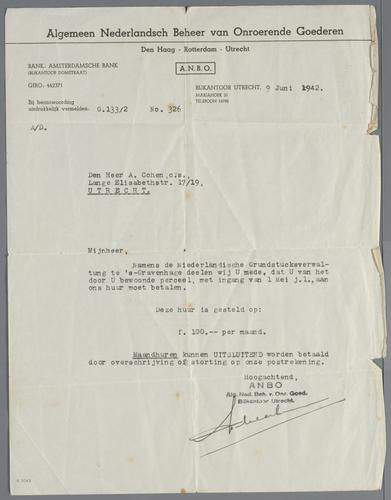 Algemeen Nederlandsch Beheer van Onroerende Goederen
Den Haag - Rotterdam - Utrecht
BANK: AMSTERDAMSCHE BANK
(BIJKANTOOR DOMSTRAAT)
GIRO: 442371
A.N.B.O.
BIJKANTOOR UTRECHT, 9 Juni 1942.
MARIAHOEK
TELEFOON
Bij beantwoording
uitdrukkelijk vermelden: G.133/2 No. 326
A/D.
Den Heer A. Cohen, c.s.,
Lange Elisabethstr. 17/19,
UTRECHT.
Mijnheer,
Namens de Niederländische Grundstücksverwal-
tung te 's-Gravenhage deelen wij U mede, dat U van het
door U bewoonde perceel, met ingang van 1 Mei j.l., aan
ons huur moet betalen.
Deze huur is gesteld op:
f. 100.-- per maand.
Maandhuren kunnen UITSLUITEND worden betaald
door overschrijving of storting op onze postrekening.
Hoogachtend,
ANBO
Alg. Ned. Beh. v. Onr. Goed.
Bijkantoor Utrecht.